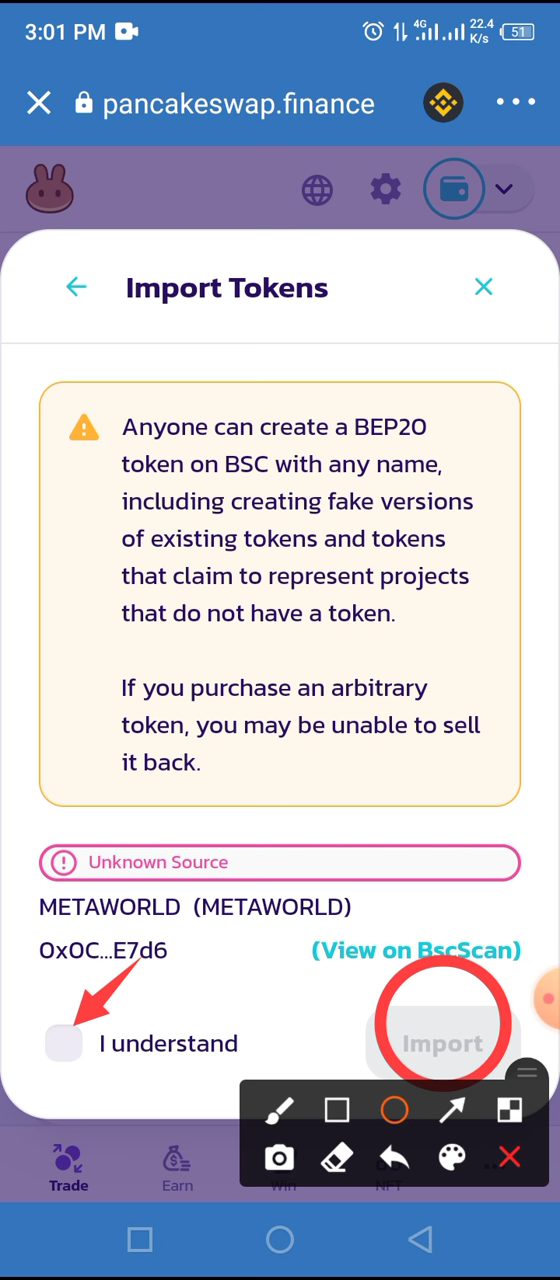 3:01 PM
4G
22.4
K/s
51
pancakeswap.finance
Import Tokens
Anyone can create a BEP20
token on BSC with any name,
including creating fake versions
of existing tokens and tokens
that claim to represent projects
that do not have a token.
If you purchase an arbitrary
token, you may be unable to sell
it back.
Unknown Source
METAWORLD (METAWORLD)
0x0C...E7d6
(View on BscScan)
I understand
Import
Trade
Earn
Win
NFT